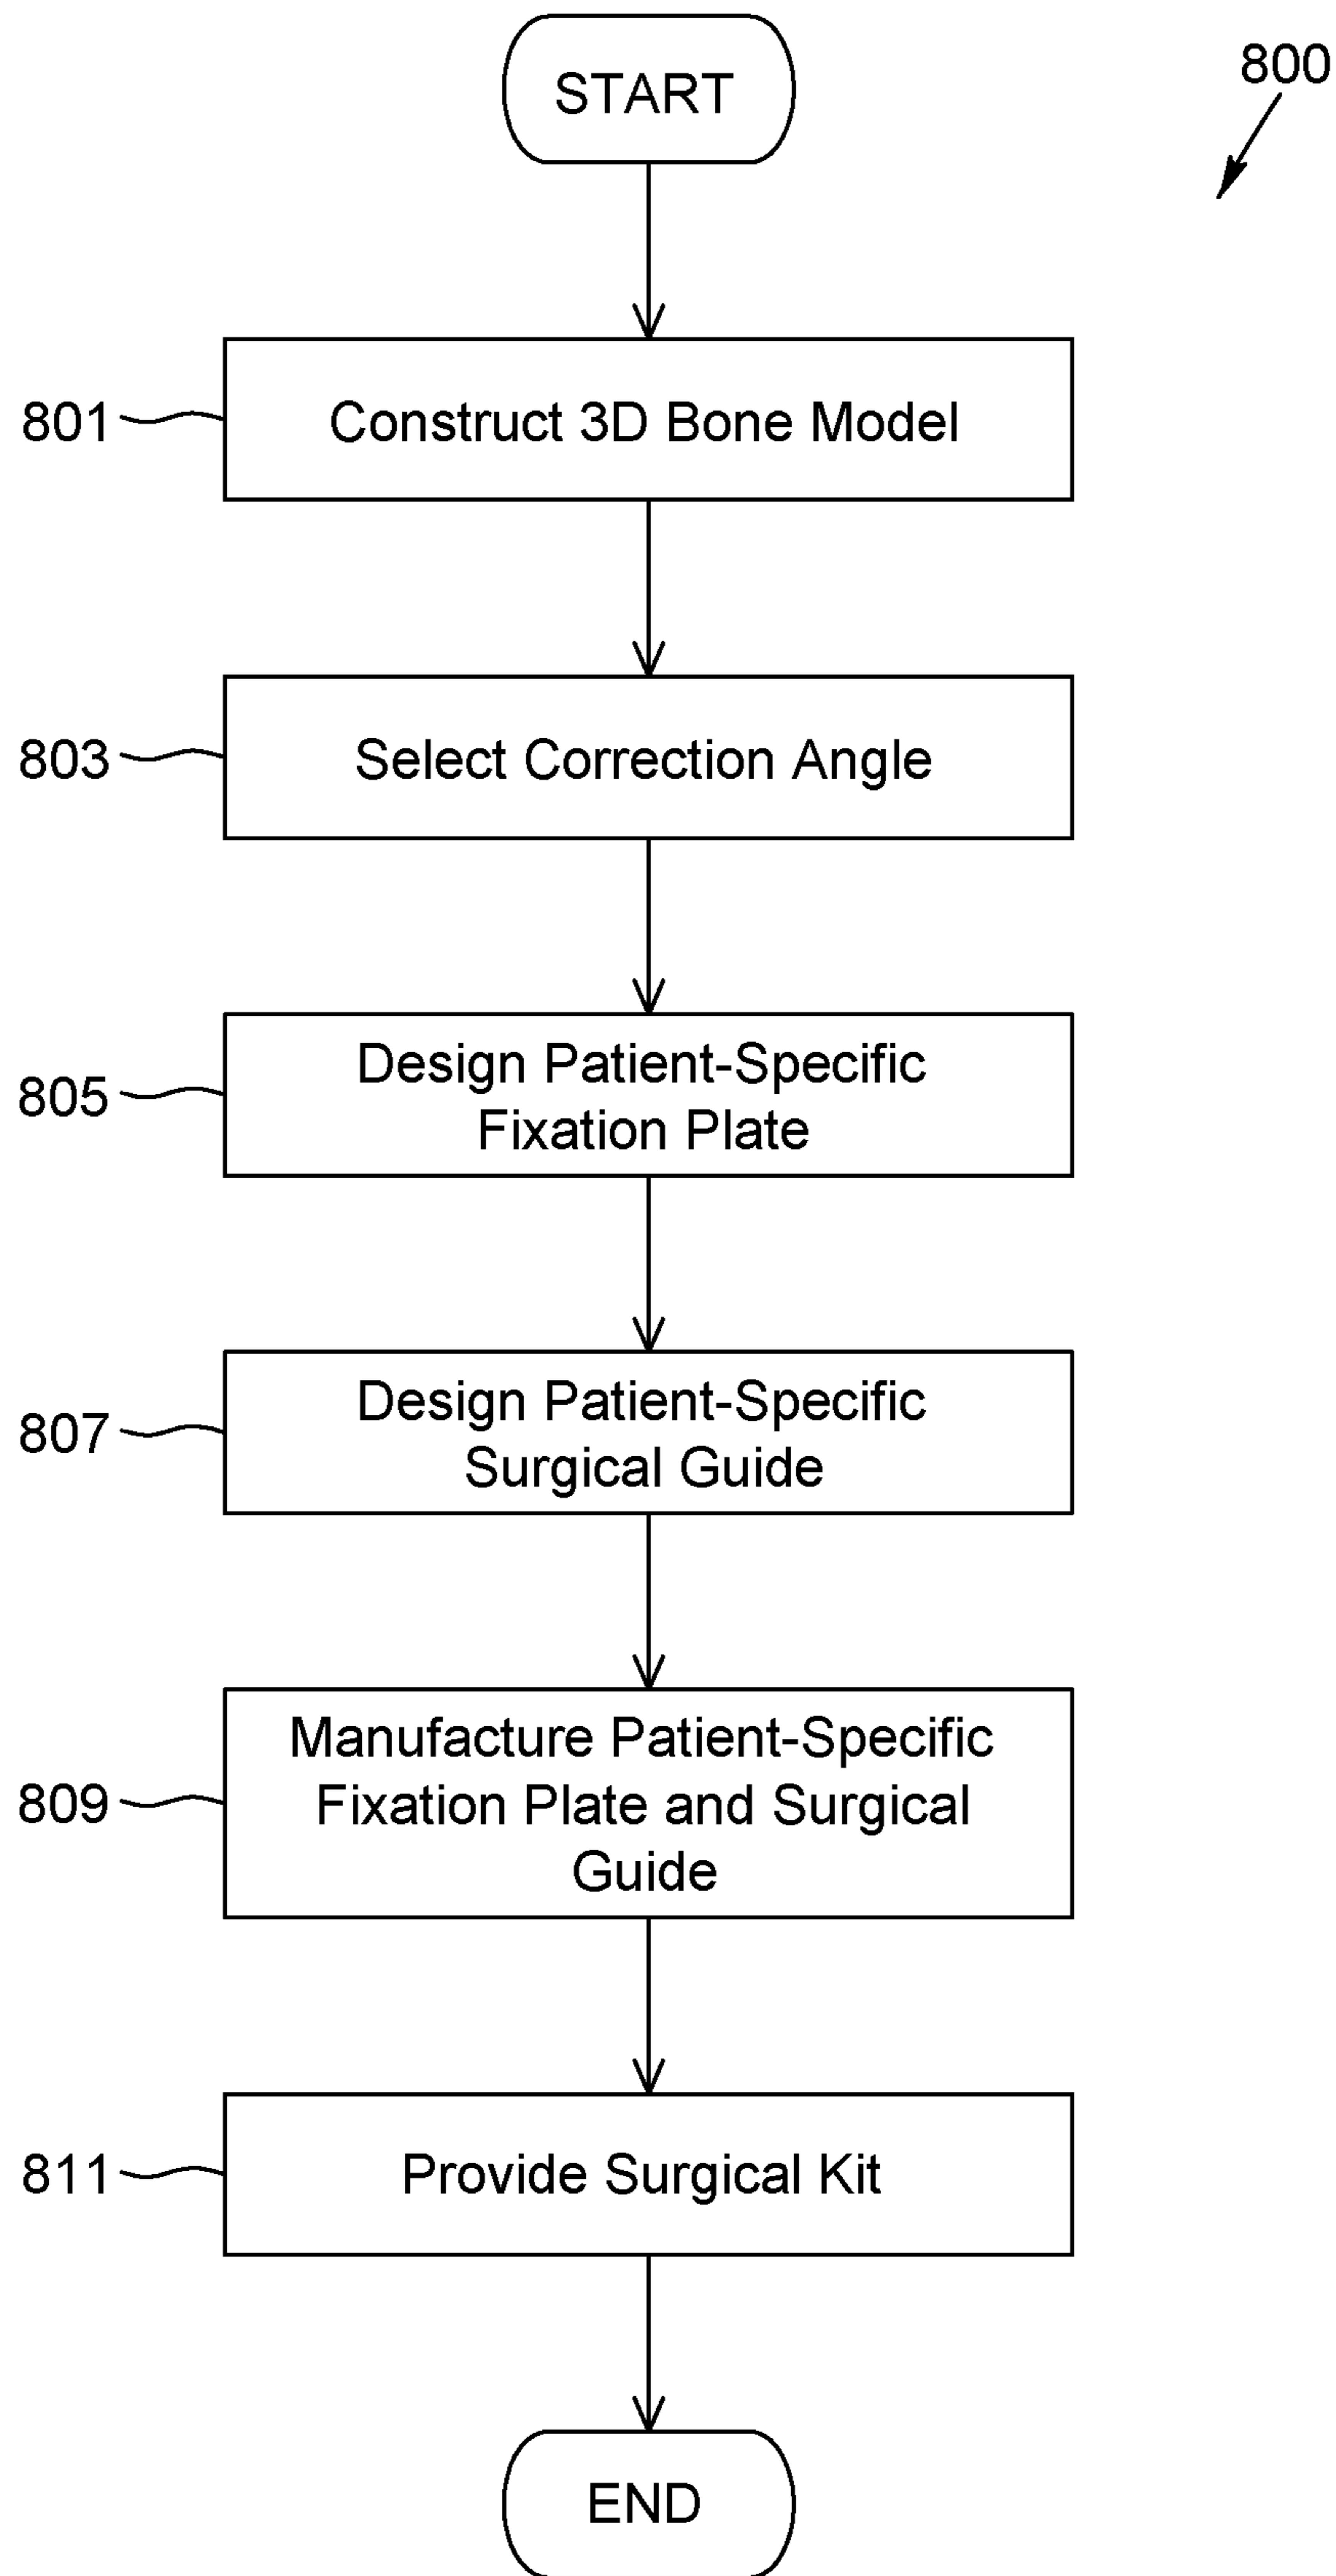 START
800
801
Construct 3D Bone Model
803
Select Correction Angle
805
Design Patient-Specific
Fixation Plate
807
Design Patient-Specific
Surgical Guide
809
Manufacture Patient-Specific
Fixation Plate and Surgical
Guide
811
Provide Surgical Kit
END